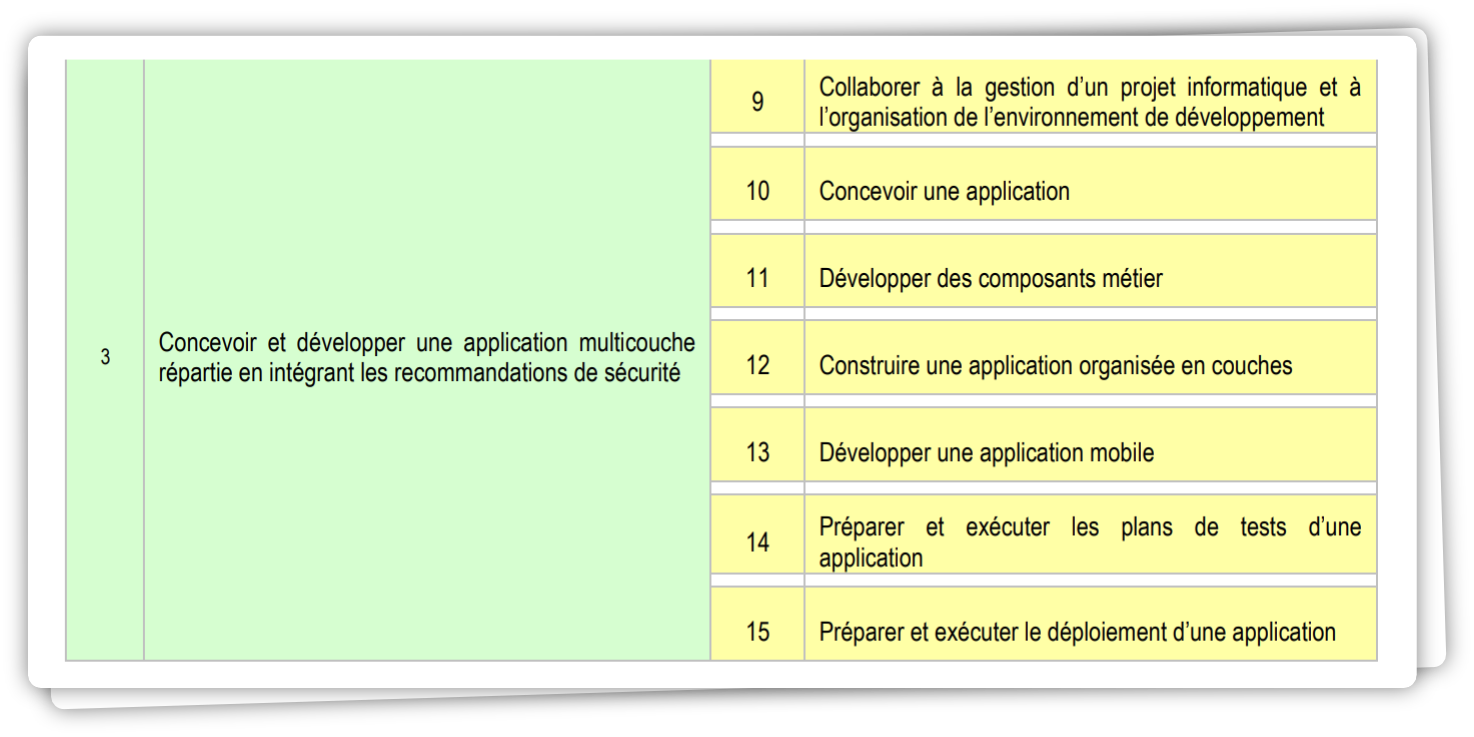 9
Collaborer à la gestion d’un projet informatique et à
l’organisation de l’environnement de développement
10
Concevoir une application
11
Développer des composants métier
3
Concevoir et développer une application multicouche
répartie en intégrant les recommandations de sécurité
12
Construire une application organisée en couches
13
Développer une application mobile
14
Préparer et exécuter les plans de tests d’une
application
15
Préparer et exécuter le déploiement d’une application